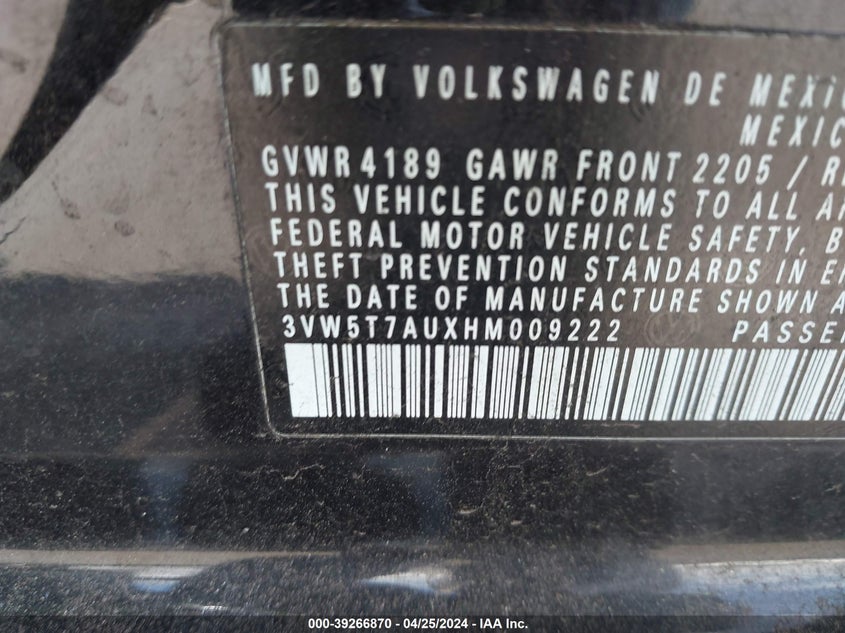 MFD BY VOLKSWAGEN DE MEXIC
MEXIC
GVWR 4189 GAWR FRONT 2205 / R
THIS VEHICLE CONFORMS TO ALL A
FEDERAL MOTOR VEHICLE SAFETY, B
THEFT PREVENTION STANDARDS IN E
THE DATE OF MANUFACTURE SHOWN A
3VW5T7AUXHM009222 PASSE
000-39266870 - 04/25/2024 - IAA Inc.